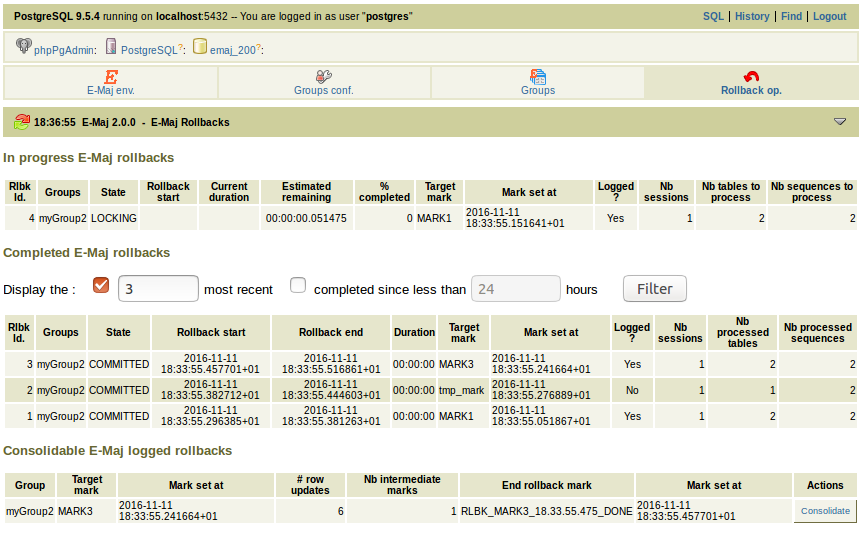 PostgreSQL 9.5.4 running on localhost:5432 -- You are logged in as user "postgres"
SQL | History | Find | Logout
phpPgAdmin: PostgreSQL?: emaj_200?:
E-Maj env. Groups conf. Groups Rollback op.
18:36:55 E-Maj 2.0.0 - E-Maj Rollbacks
In progress E-Maj rollbacks
Rlbk Id. Groups State Rollback start Current duration Estimated remaining % completed Target mark Mark set at Logged ? Nb sessions Nb tables to process Nb sequences to process
4 myGroup2 LOCKING 00:00:00.051475 0 MARK1 2016-11-11 18:33:55.151641+01 Yes 1 2 2
Completed E-Maj rollbacks
Display the : 3 most recent completed since less than 24 hours Filter
Rlbk Id. Groups State Rollback start Rollback end Duration Target mark Mark set at Logged ? Nb sessions Nb processed tables Nb processed sequences
3 myGroup2 COMMITTED 2016-11-11 18:33:55.457701+01 2016-11-11 18:33:55.516861+01 00:00:00 MARK3 2016-11-11 18:33:55.241664+01 Yes 1 2 2
2 myGroup2 COMMITTED 2016-11-11 18:33:55.382712+01 2016-11-11 18:33:55.444603+01 00:00:00 tmp_mark 2016-11-11 18:33:55.276889+01 No 1 1 2
1 myGroup2 COMMITTED 2016-11-11 18:33:55.296385+01 2016-11-11 18:33:55.381263+01 00:00:00 MARK1 2016-11-11 18:33:55.051867+01 Yes 1 2 2
Consolidable E-Maj logged rollbacks
Group Target mark Mark set at # row updates Nb intermediate marks End rollback mark Mark set at Actions
myGroup2 MARK3 2016-11-11 18:33:55.241664+01 6 1 RLBK_MARK3_18.33.55.475_DONE 2016-11-11 18:33:55.457701+01 Consolidate